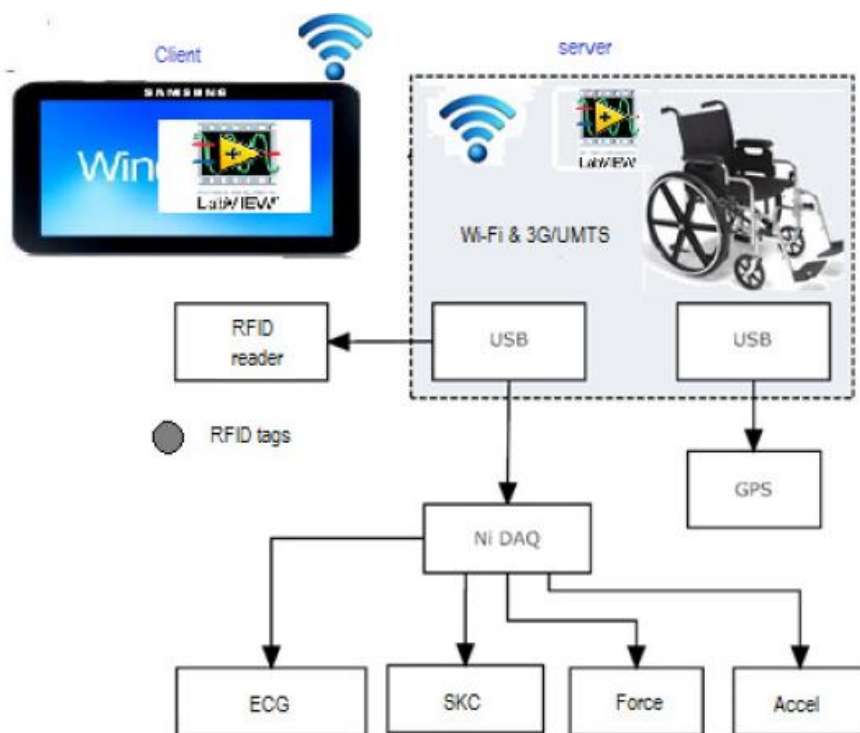 Client
server
SAMSUNG
LabVIEW
LabVIEW
Wi-Fi & 3G/UMTS
RFID
reader
USB
USB
RFID tags
GPS
Ni DAQ
ECG
SKC
Force
Accel